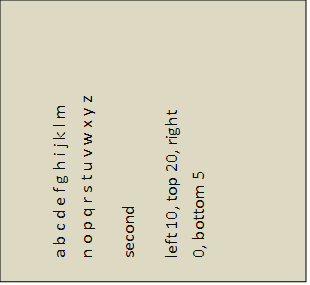 a b c d e f g h i j k l m
n o p q r s t u v w x y z
second
left 10, top 20, right
0, bottom 5